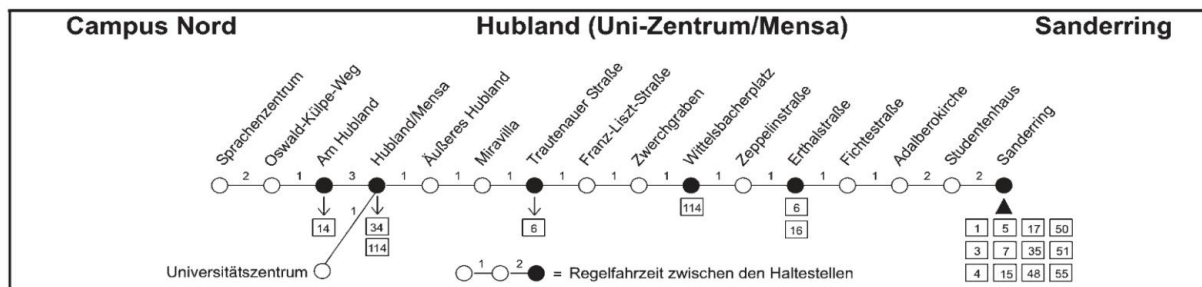 Campus Nord Hubland (Uni-Zentrum/Mensa) Sanderring
Sprachenzentrum
Oswald-Külpe-Weg
Am Hubland
Hubland/Mensa
Äußeres Hubland
Miravilla
Trautenauer Straße
Franz-Liszt-Straße
Zwerchgraben
Wittelsbacherplatz
Zeppelinstraße
Erthalstraße
Fichtestraße
Adalberokirche
Studentenhaus
Sanderring
2 1 3 1 1 1 1 1 1 1 1 1 1 2 2
1
14 34 6 114 6 1 5 17 50
114 16 3 7 35 51
4 15 48 55
Universitätszentrum
1 2 = Regelfahrzeit zwischen den Haltestellen